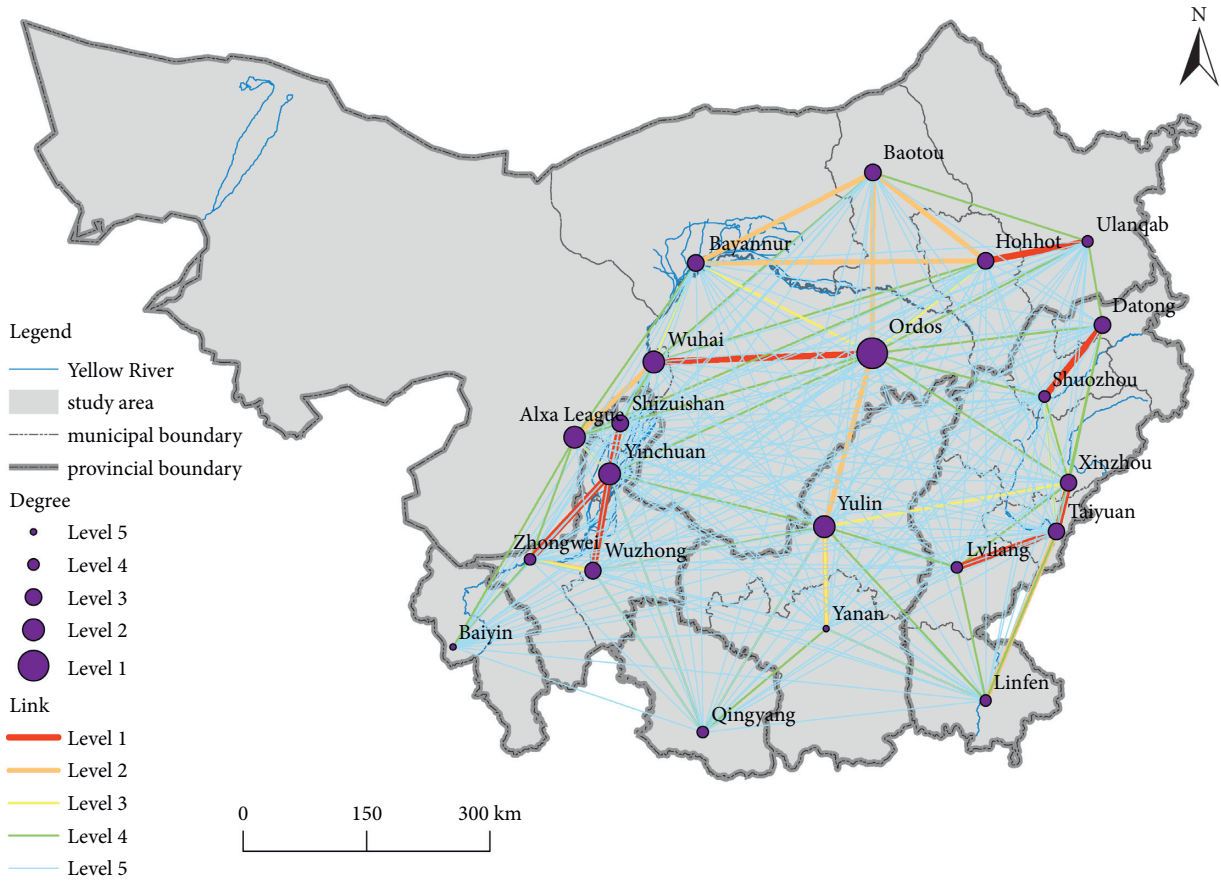 N
Baotou
Ulanqab
Bayannur
Hohhot
Datong
Ordos
Wuhai
Shuozhou
Shizuishan
Alxa League
Yinchuan
Xinzhou
Yulin
Taiyuan
Zhongwei
Wuzhong
Lvliang
Yanan
Baiyin
Linfen
Qingyang
Legend
Yellow River
study area
municipal boundary
provincial boundary
Degree
Level 5
Level 4
Level 3
Level 2
Level 1
Link
Level 1
Level 2
Level 3
Level 4
Level 5
0 150 300 km